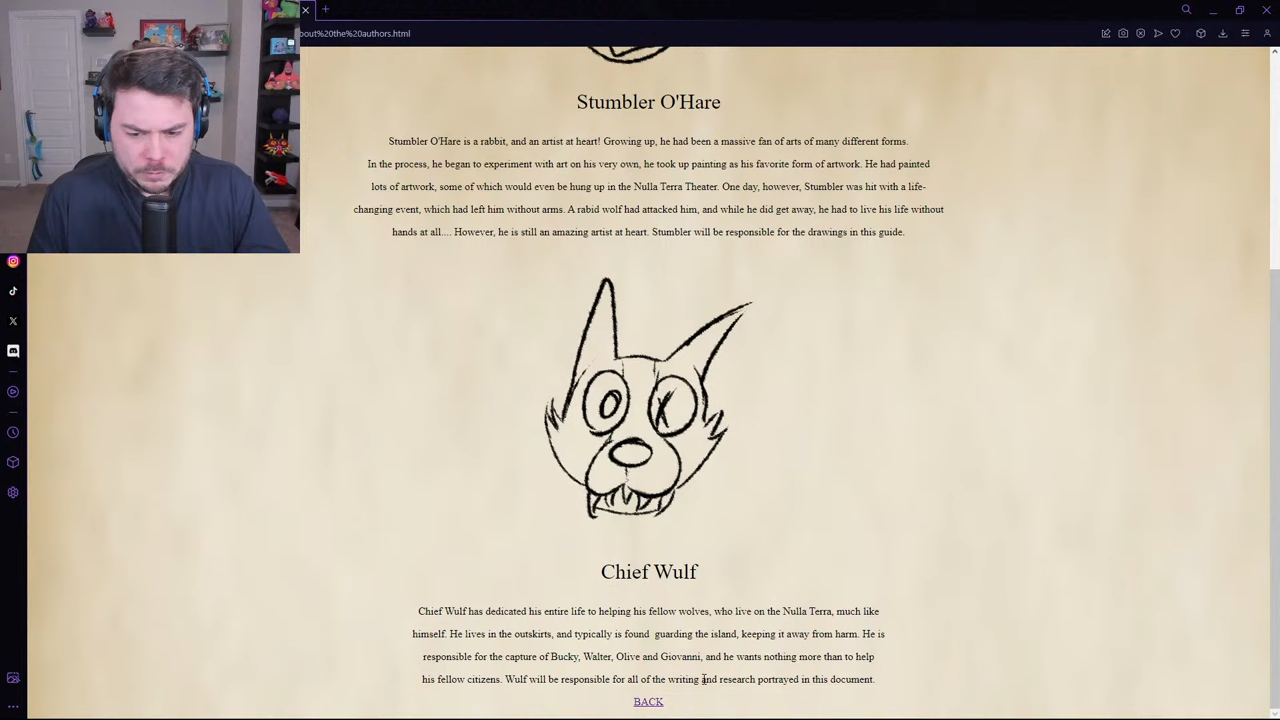 bout%20the%20authors.html
Stumbler O'Hare
Stumbler O'Hare is a rabbit, and an artist at heart! Growing up, he had been a massive fan of arts of many different forms.
In the process, he began to experiment with art on his very own, he took up painting as his favorite form of artwork. He had painted
lots of artwork, some of which would even be hung up in the Nulla Terra Theater. One day, however, Stumbler was hit with a life-
changing event, which had left him without arms. A rabid wolf had attacked him, and while he did get away, he had to live his life without
hands at all.... However, he is still an amazing artist at heart. Stumbler will be responsible for the drawings in this guide.
Chief Wulf
Chief Wulf has dedicated his entire life to helping his fellow wolves, who live on the Nulla Terra, much like
himself. He lives in the outskirts, and typically is found  guarding the island, keeping it away from harm. He is
responsible for the capture of Bucky, Walter, Olive and Giovanni, and he wants nothing more than to help
his fellow citizens. Wulf will be responsible for all of the writing and research portrayed in this document.
BACK